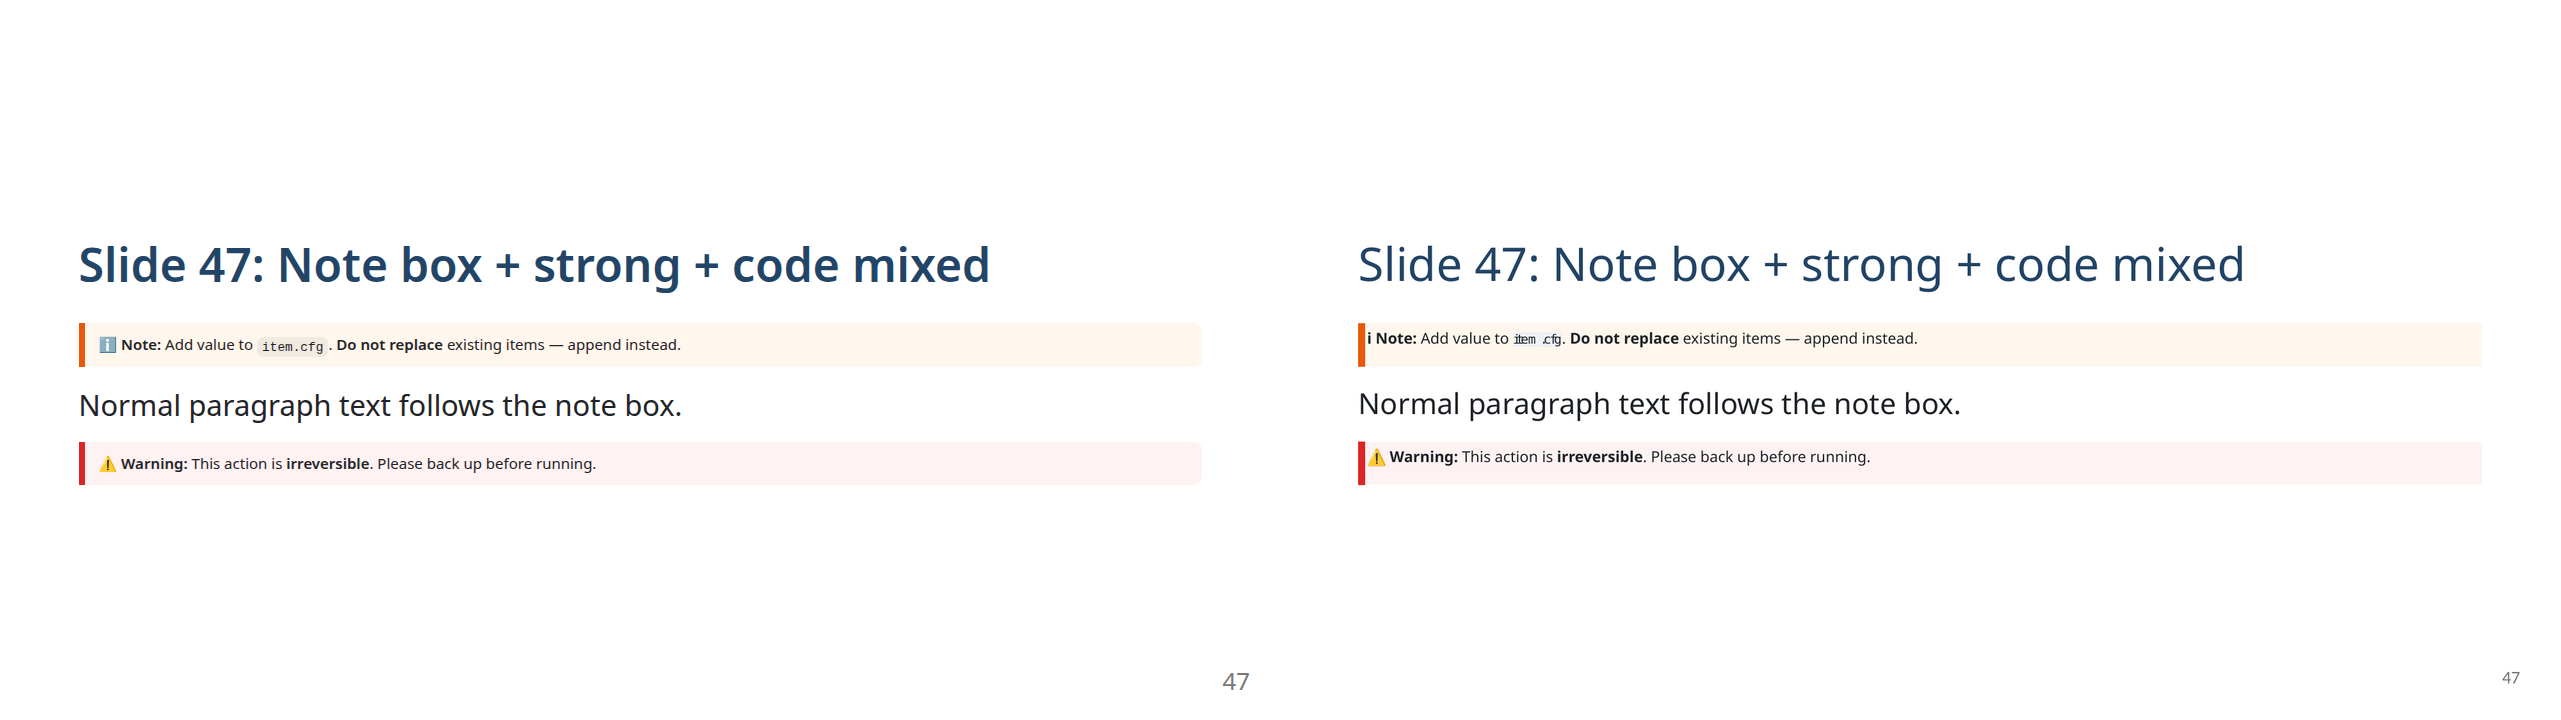 Slide 47: Note box + strong + code mixed
ℹ️ Note: Add value to item.cfg. Do not replace existing items — append instead.
Normal paragraph text follows the note box.
⚠️ Warning: This action is irreversible. Please back up before running.
47
Slide 47: Note box + strong + code mixed
i Note: Add value to item.cfg. Do not replace existing items — append instead.
Normal paragraph text follows the note box.
⚠️ Warning: This action is irreversible. Please back up before running.
47